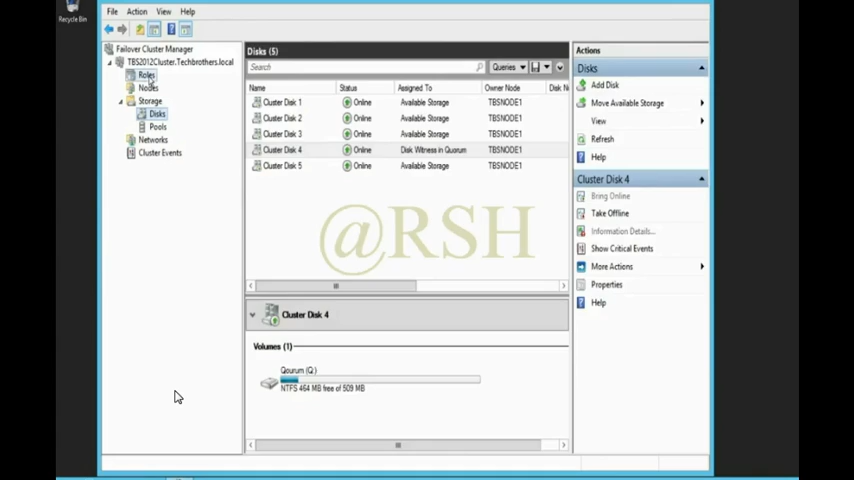 Recycle Bin
File Action View Help
Failover Cluster Manager
TBS2012Cluster.Techbrothers.local
Roles
Nodes
Storage
Disks
Pools
Networks
Cluster Events
Disks (5)
Search Queries
Name Status Assigned To Owner Node Disk N
Cluster Disk 1 Online Available Storage TBSNODE1
Cluster Disk 2 Online Available Storage TBSNODE1
Cluster Disk 3 Online Available Storage TBSNODE1
Cluster Disk 4 Online Disk Witness in Quorum TBSNODE1
Cluster Disk 5 Online Available Storage TBSNODE1
@RSH
Cluster Disk 4
Volumes (1)
Qourum (Q:)
NTFS 464 MB free of 509 MB
Actions
Disks
Add Disk
Move Available Storage
View
Refresh
Help
Cluster Disk 4
Bring Online
Take Offline
Information Details...
Show Critical Events
More Actions
Properties
Help